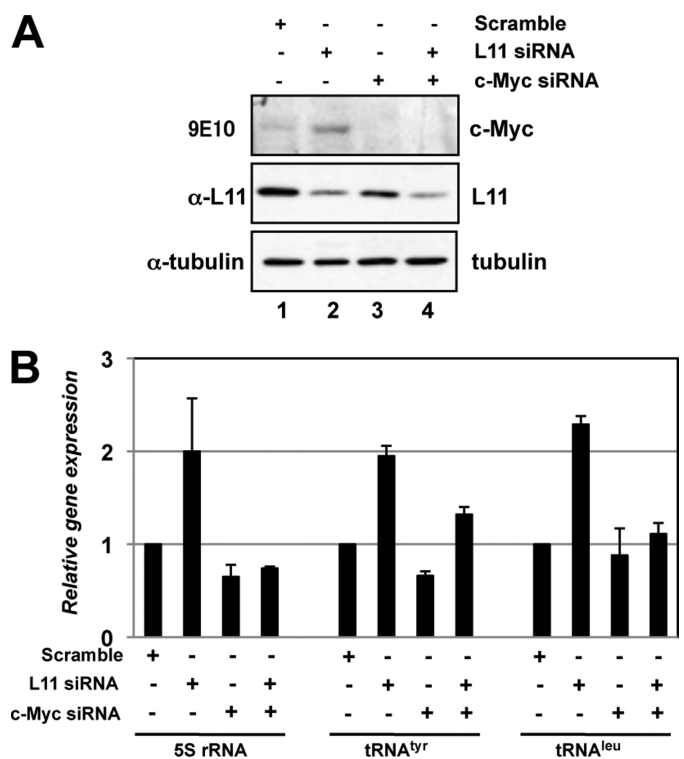 A
+ - - - Scramble
- + - + L11 siRNA
- - + + c-Myc siRNA
9E10 c-Myc
α-L11 L11
α-tubulin tubulin
1 2 3 4
B
Relative gene expression
3
2
1
0
Scramble + - - - + - - - + - - -
L11 siRNA - + - + - + - + - + - +
c-Myc siRNA - - + + - - + + - - + +
5S rRNA tRNAtyr tRNAleu